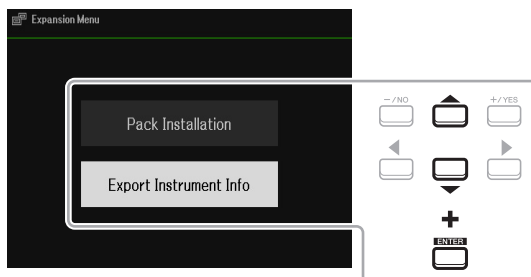 Expansion Menu
Pack Installation
Export Instrument Info
-/NO
+/YES
+
ENTER